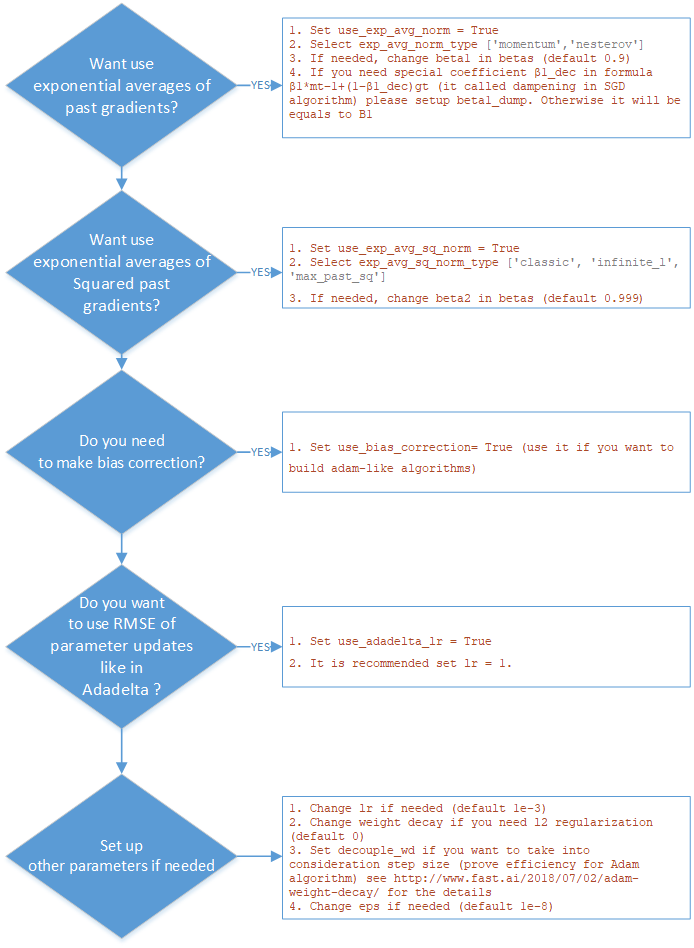 Want use
exponential averages of
past gradients?
YES
1. Set use_exp_avg_norm = True
2. Select exp_avg_norm_type ['momentum','nesterov']
3. If needed, change beta1 in betas (default 0.9)
4. If you need special coefficient β1_dec in formula
β1*mt-1+(1-β1_dec)gt (it called dampening in SGD
algorithm) please setup beta1_dump. Otherwise it will be
equals to B1
Want use
exponential averages of
Squared past
gradients?
YES
1. Set use_exp_avg_sq_norm = True
2. Select exp_avg_sq_norm_type ['classic', 'infinite_l',
'max_past_sq']
3. If needed, change beta2 in betas (default 0.999)
Do you need
to make bias correction?
YES
1. Set use_bias_correction= True (use it if you want to
build adam-like algorithms)
Do you want
to use RMSE of
parameter updates
like in
Adadelta ?
YES
1. Set use_adadelta_lr = True
2. It is recommended set lr = 1.
Set up
other parameters if needed
1. Change lr if needed (default 1e-3)
2. Change weight decay if you need l2 regularization
(default 0)
3. Set decouple_wd if you want to take into
consideration step size (prove efficiency for Adam
algorithm) see http://www.fast.ai/2018/07/02/adam-
weight-decay/ for the details
4. Change eps if needed (default 1e-8)